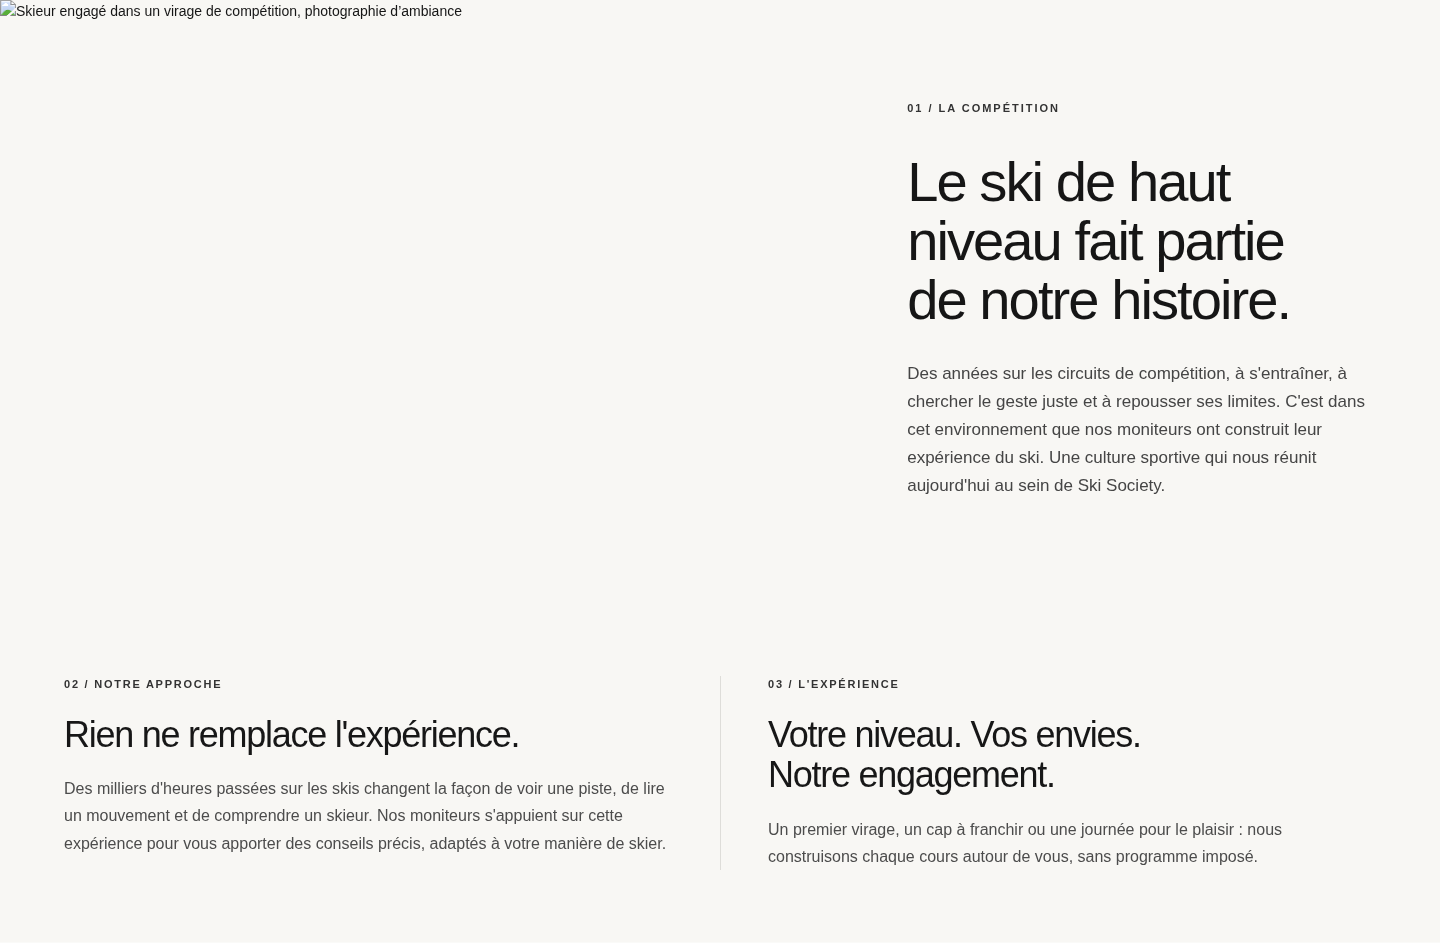 Skieur engagé dans un virage de compétition, photographie d’ambiance
01 / LA COMPÉTITION
Le ski de haut
niveau fait partie
de notre histoire.
Des années sur les circuits de compétition, à s'entraîner, à
chercher le geste juste et à repousser ses limites. C'est dans
cet environnement que nos moniteurs ont construit leur
expérience du ski. Une culture sportive qui nous réunit
aujourd'hui au sein de Ski Society.
02 / NOTRE APPROCHE
Rien ne remplace l'expérience.
Des milliers d'heures passées sur les skis changent la façon de voir une piste, de lire
un mouvement et de comprendre un skieur. Nos moniteurs s'appuient sur cette
expérience pour vous apporter des conseils précis, adaptés à votre manière de skier.
03 / L'EXPÉRIENCE
Votre niveau. Vos envies.
Notre engagement.
Un premier virage, un cap à franchir ou une journée pour le plaisir : nous
construisons chaque cours autour de vous, sans programme imposé.